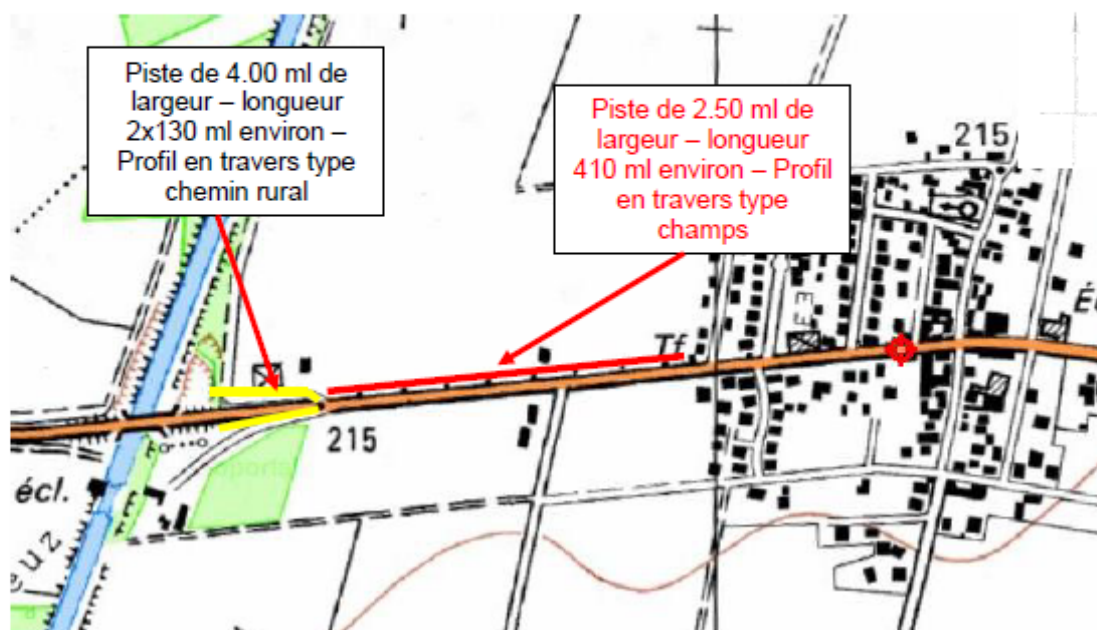 Piste de 4.00 ml de
largeur – longueur
2x130 ml environ –
Profil en travers type
chemin rural
Piste de 2.50 ml de
largeur – longueur
410 ml environ – Profil
en travers type
champs
215
Tf
215
écl.
euz